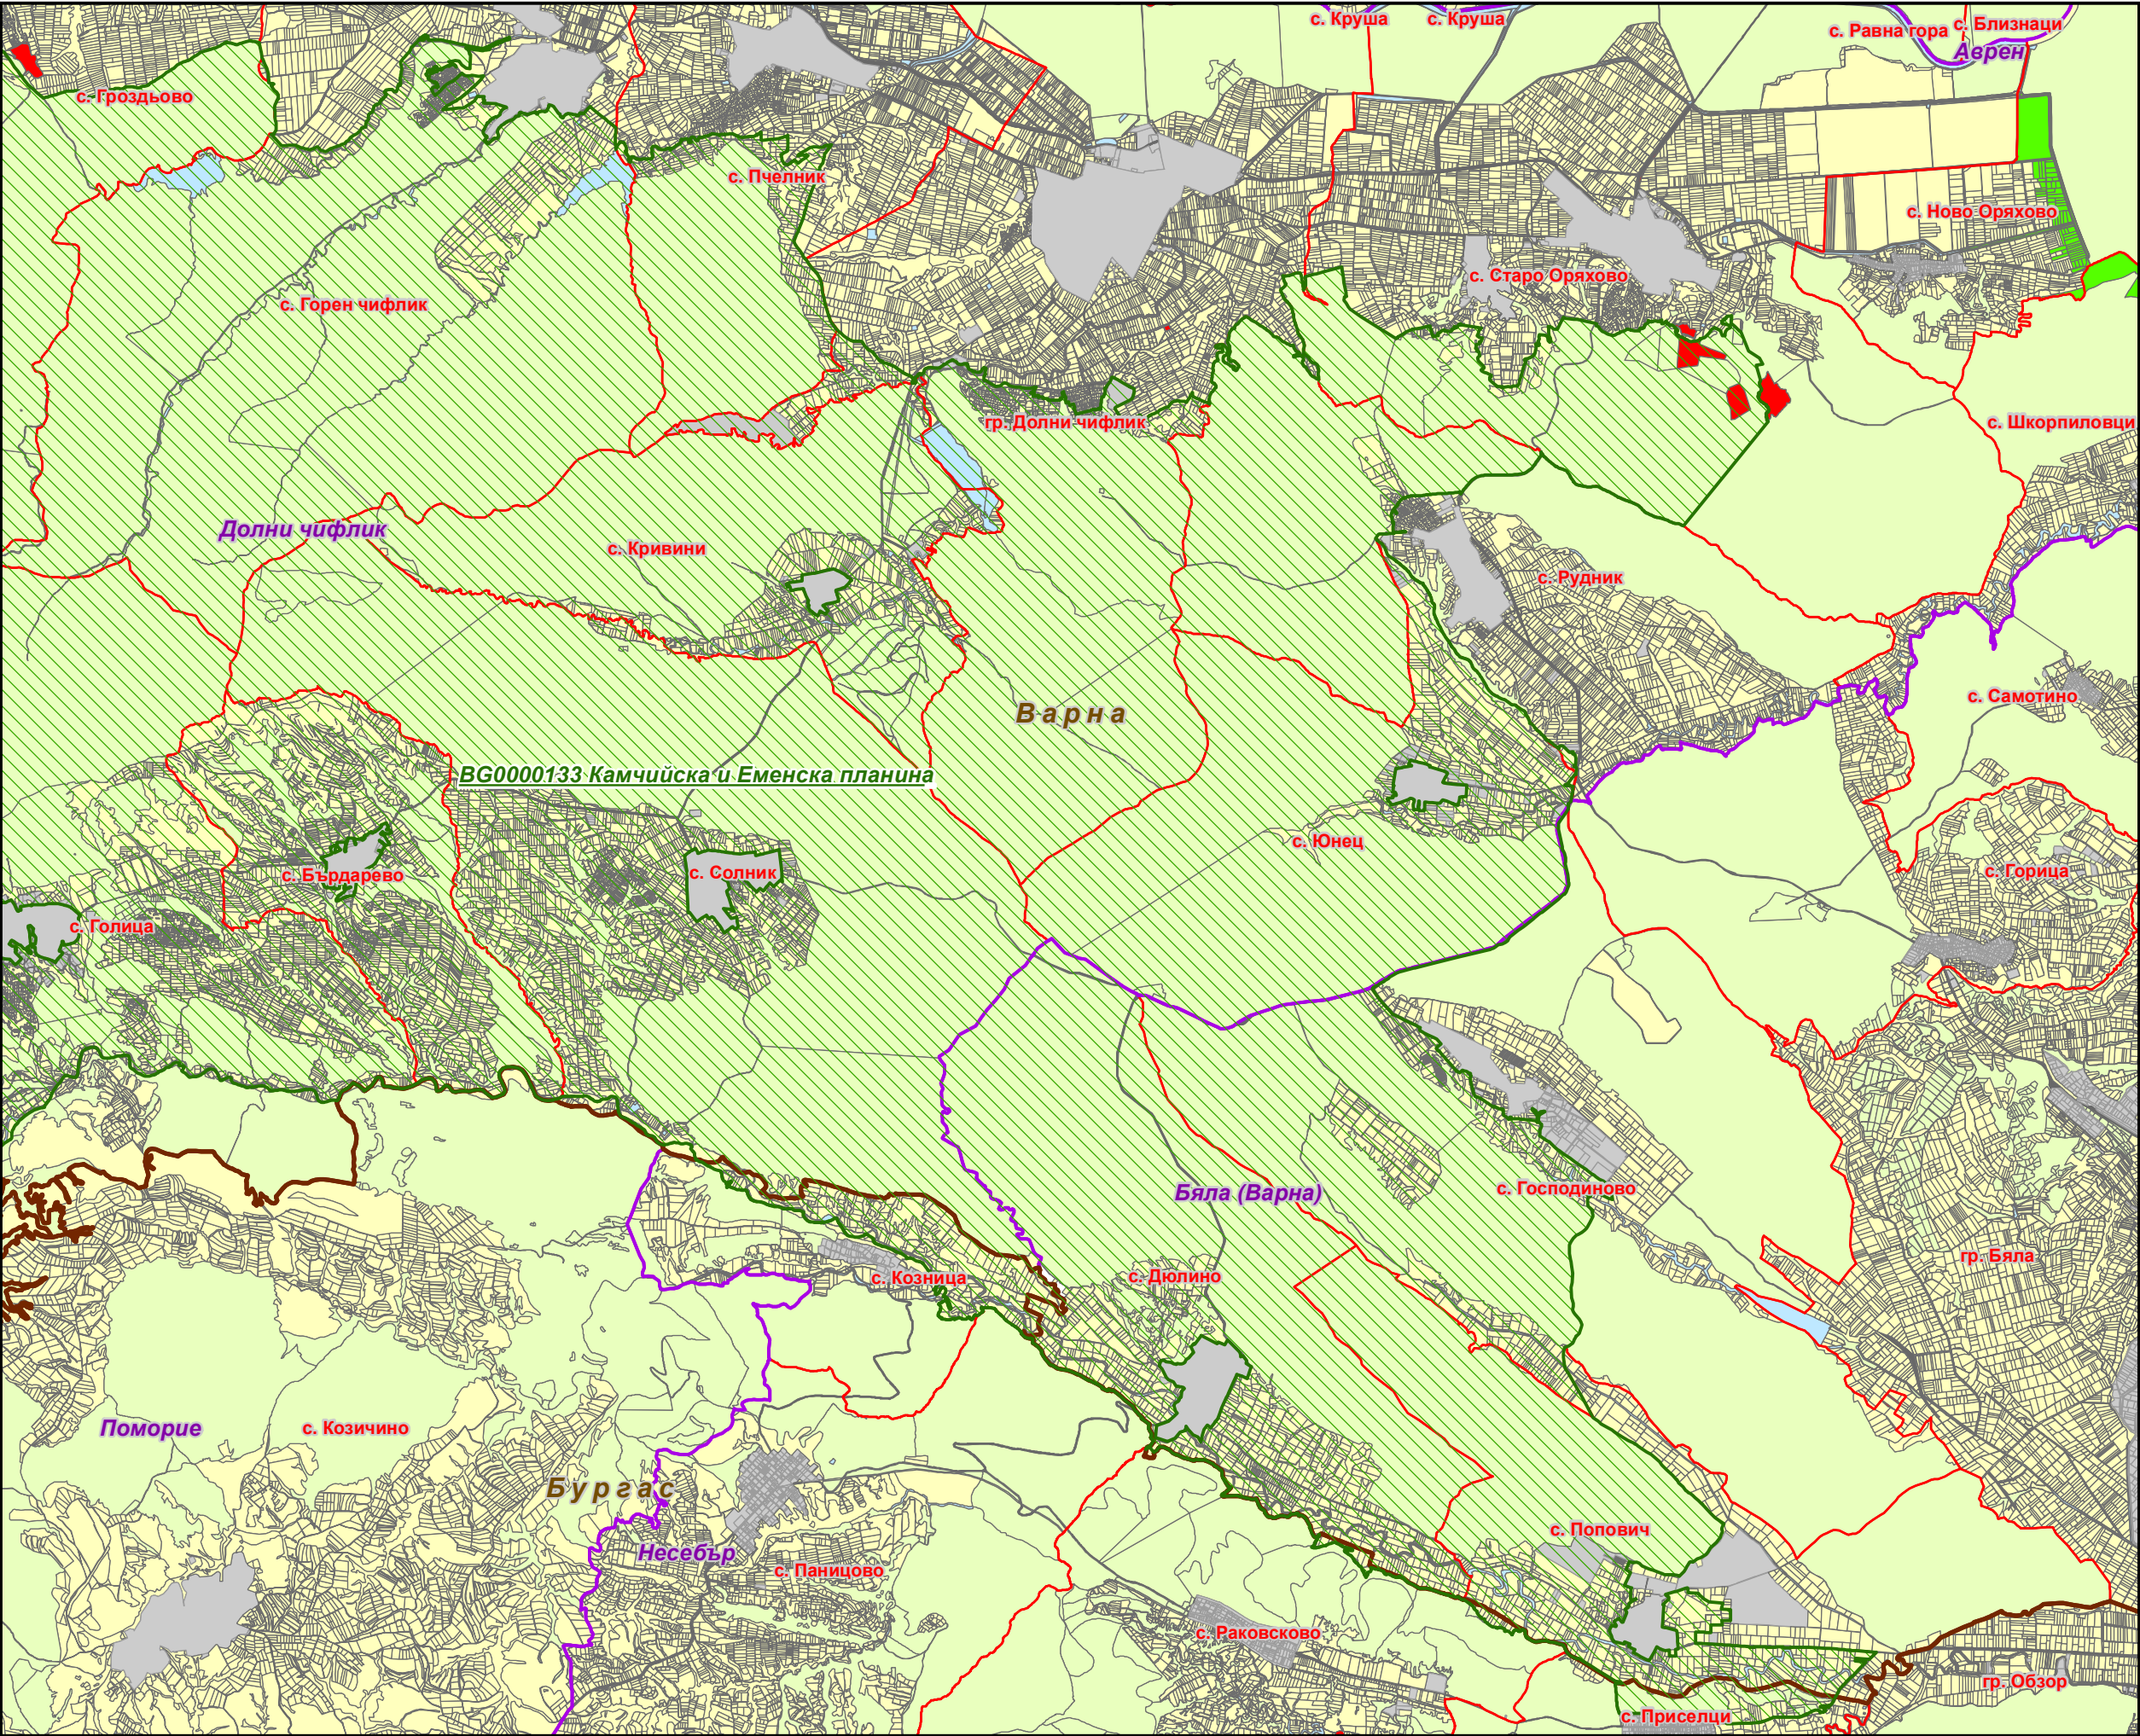 с. Круша
с. Круша
с. Равна гора
с. Близнаци
Аврен
с. Гроздьово
с. Пчелник
с. Ново Оряхово
с. Горен чифлик
с. Старо Оряхово
гр. Долни чифлик
с. Шкорпиловци
Долни чифлик
с. Кривини
с. Рудник
с. Самотино
Варна
BG0000133 Камчийска и Еменска планина
с. Юнец
с. Бърдарево
с. Солник
с. Горица
с. Голица
с. Господиново
Бяла (Варна)
гр. Бяла
с. Козница
с. Дюлино
Поморие
с. Козичино
Бургас
с. Попович
Несебър
с. Паницово
с. Раковсково
гр. Обзор
с. Приселци